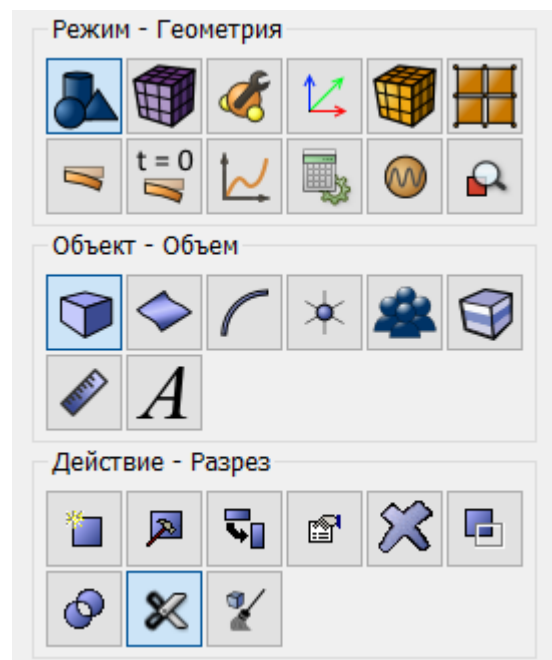 Режим - Геометрия
t = 0
Объект - Объем
A
Действие - Разрез